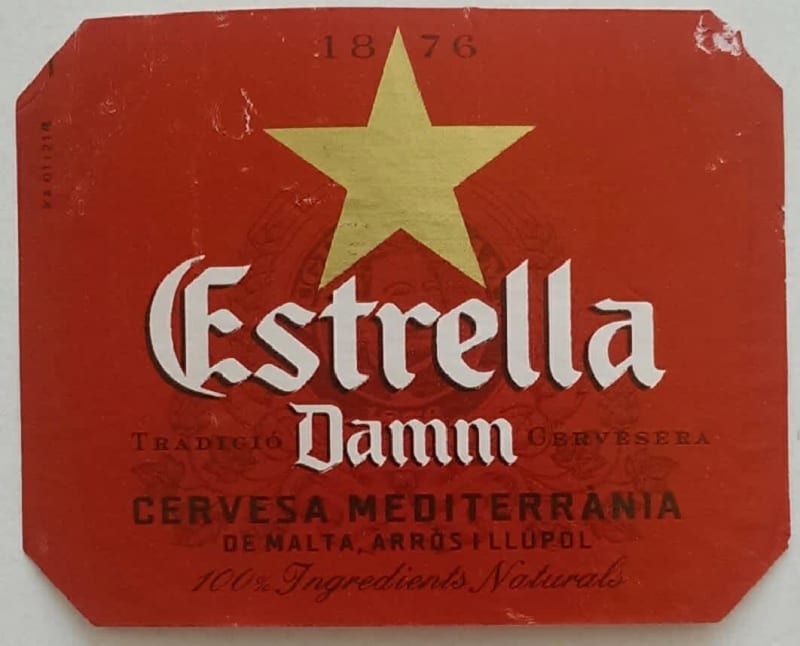 1876
Estrella
Damm
TRADICIÓ CERVESERA
CERVESA MEDITERRÀNIA
DE MALTA, ARRÒS I LLÚPOL
100% Ingredients Naturals